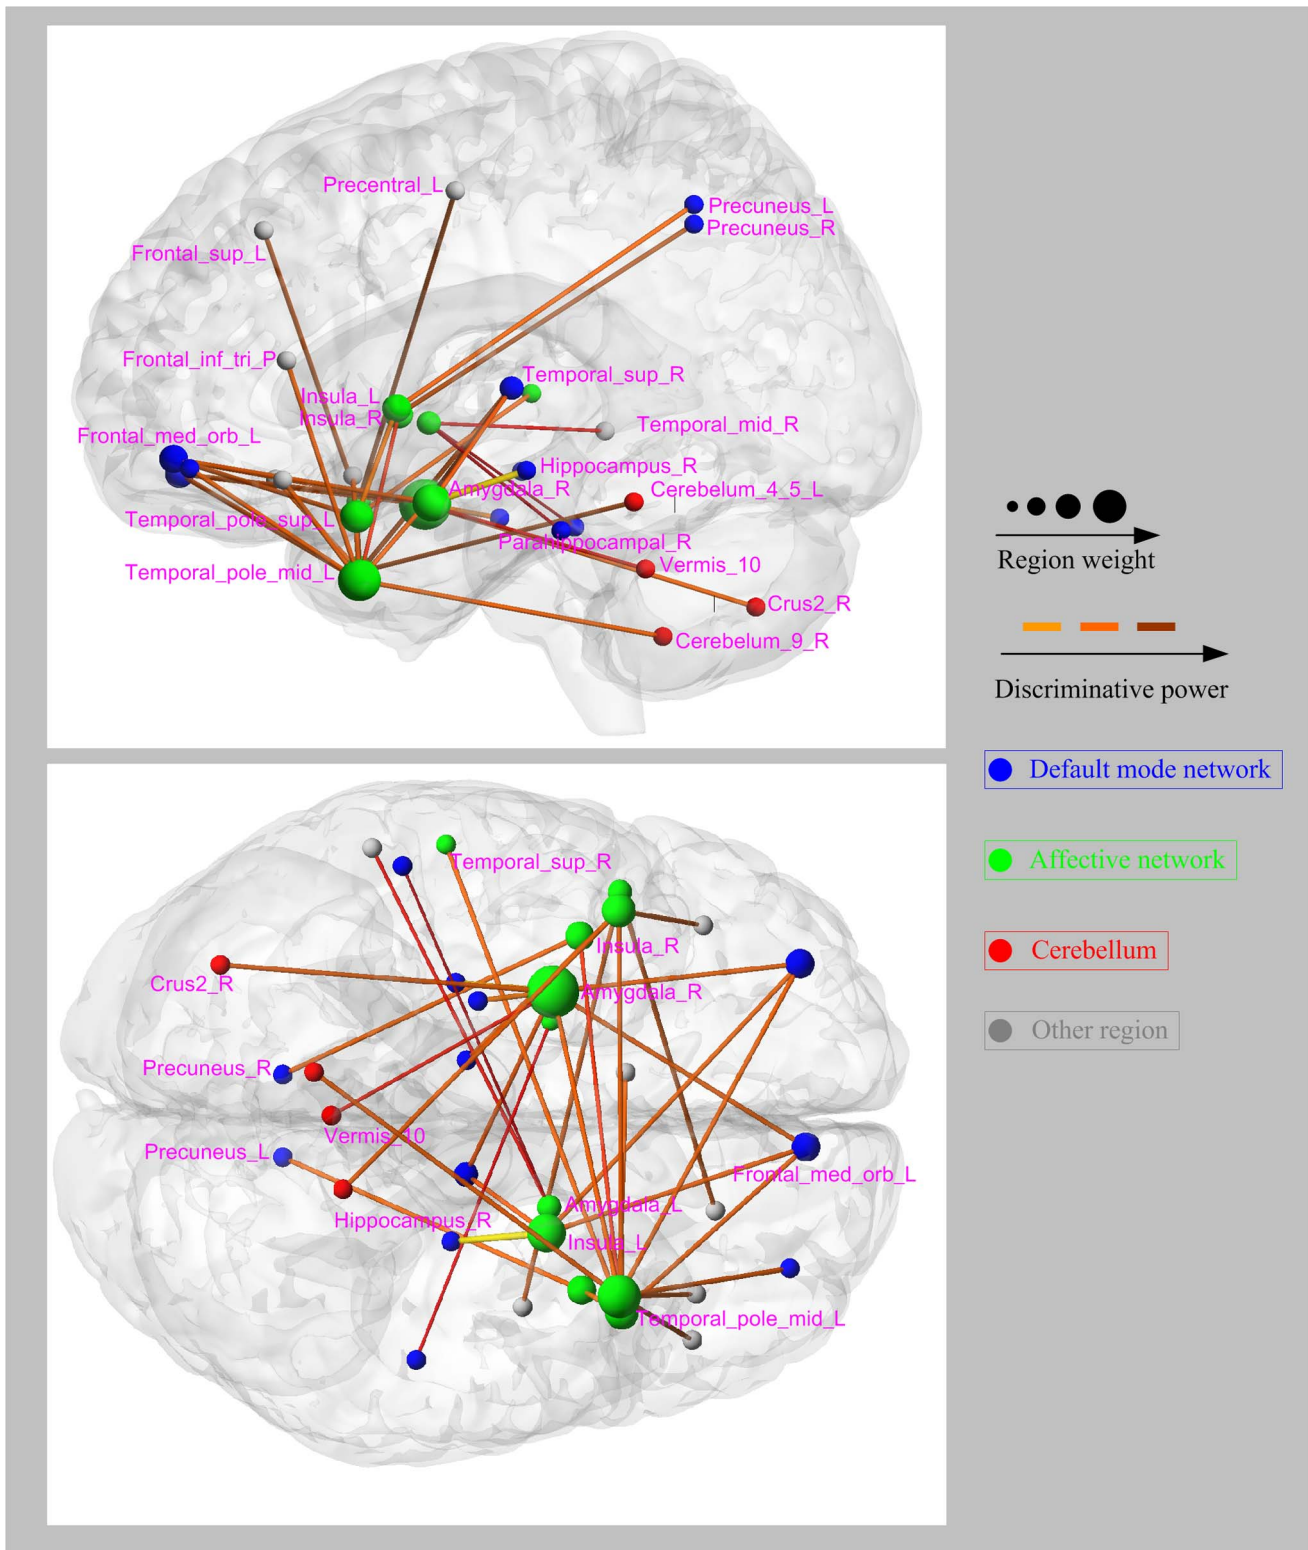 Precentral_L
Precuneus_L
Precuneus_R
Frontal_sup_L
Frontal_inf_tri_P
Temporal_sup_R
Insula_L
Insula_R
Temporal_mid_R
Frontal_med_orb_L
Hippocampus_R
Amygdala_R
Cerebelum_4_5_L
Temporal_pole_sup_L
Parahippocampal_R
Temporal_pole_mid_L
Vermis_10
Crus2_R
Cerebelum_9_R
Region weight
Discriminative power
Default mode network
Affective network
Cerebellum
Other region
Temporal_sup_R
Insula_R
Crus2_R
Amygdala_R
Precuneus_R
Vermis_10
Precuneus_L
Frontal_med_orb_L
Amygdala_L
Hippocampus_R
Insula_L
Temporal_pole_mid_L